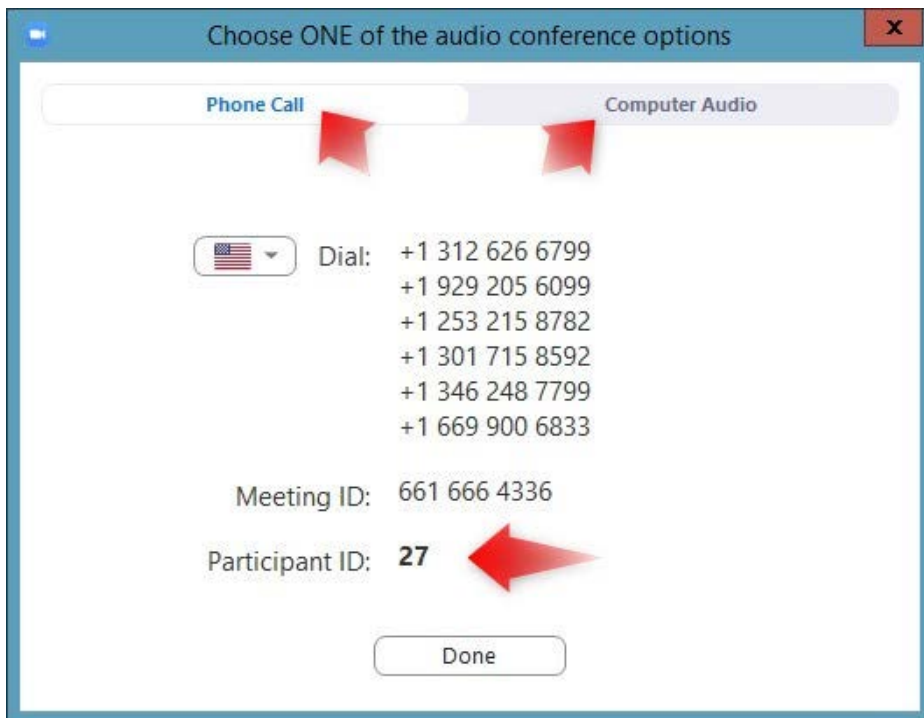 Choose ONE of the audio conference options
x
Phone Call Computer Audio
Dial: +1 312 626 6799
+1 929 205 6099
+1 253 215 8782
+1 301 715 8592
+1 346 248 7799
+1 669 900 6833
Meeting ID: 661 666 4336
Participant ID: 27
Done